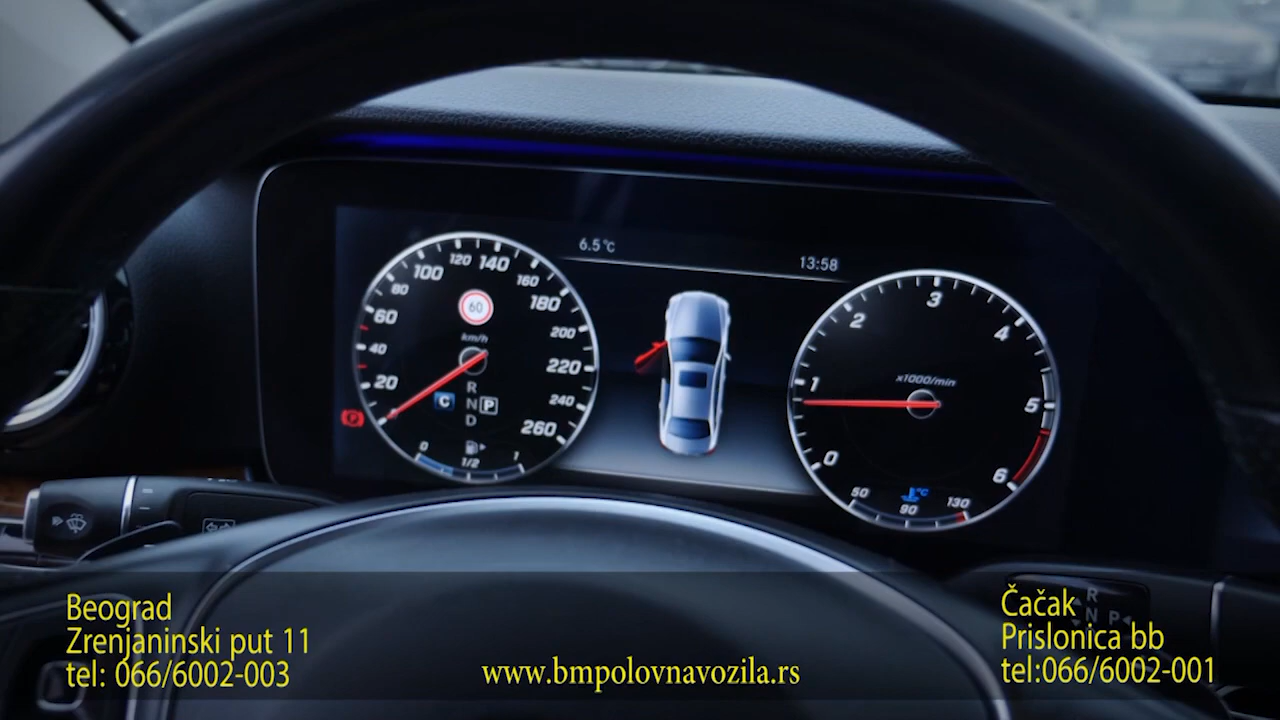 6.5°C
13:58
20
40
60
80
100
120
140
160
180
200
220
240
260
60
km/h
R
N
D
C
P
0
1/2
1
0
1
2
3
4
5
6
x1000/min
50
90
130
°C
R
N
P
Beograd
Zrenjaninski put 11
tel: 066/6002-003
www.bmpolovnavozila.rs
Čačak
Prislonica bb
tel:066/6002-001